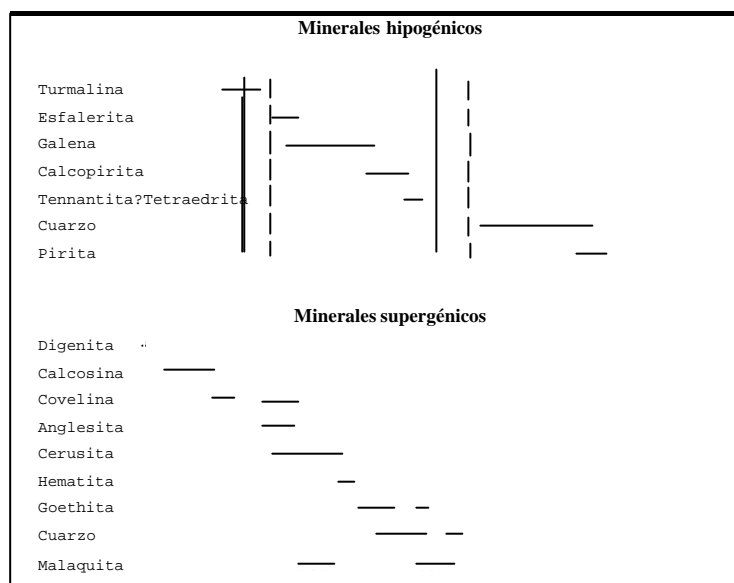 Minerales hipogénicos
Turmalina
Esfalerita
Galena
Calcopirita
Tennantita?Tetraedrita
Cuarzo
Pirita
Minerales supergénicos
Digenita
Calcosina
Covelina
Anglesita
Cerusita
Hematita
Goethita
Cuarzo
Malaquita